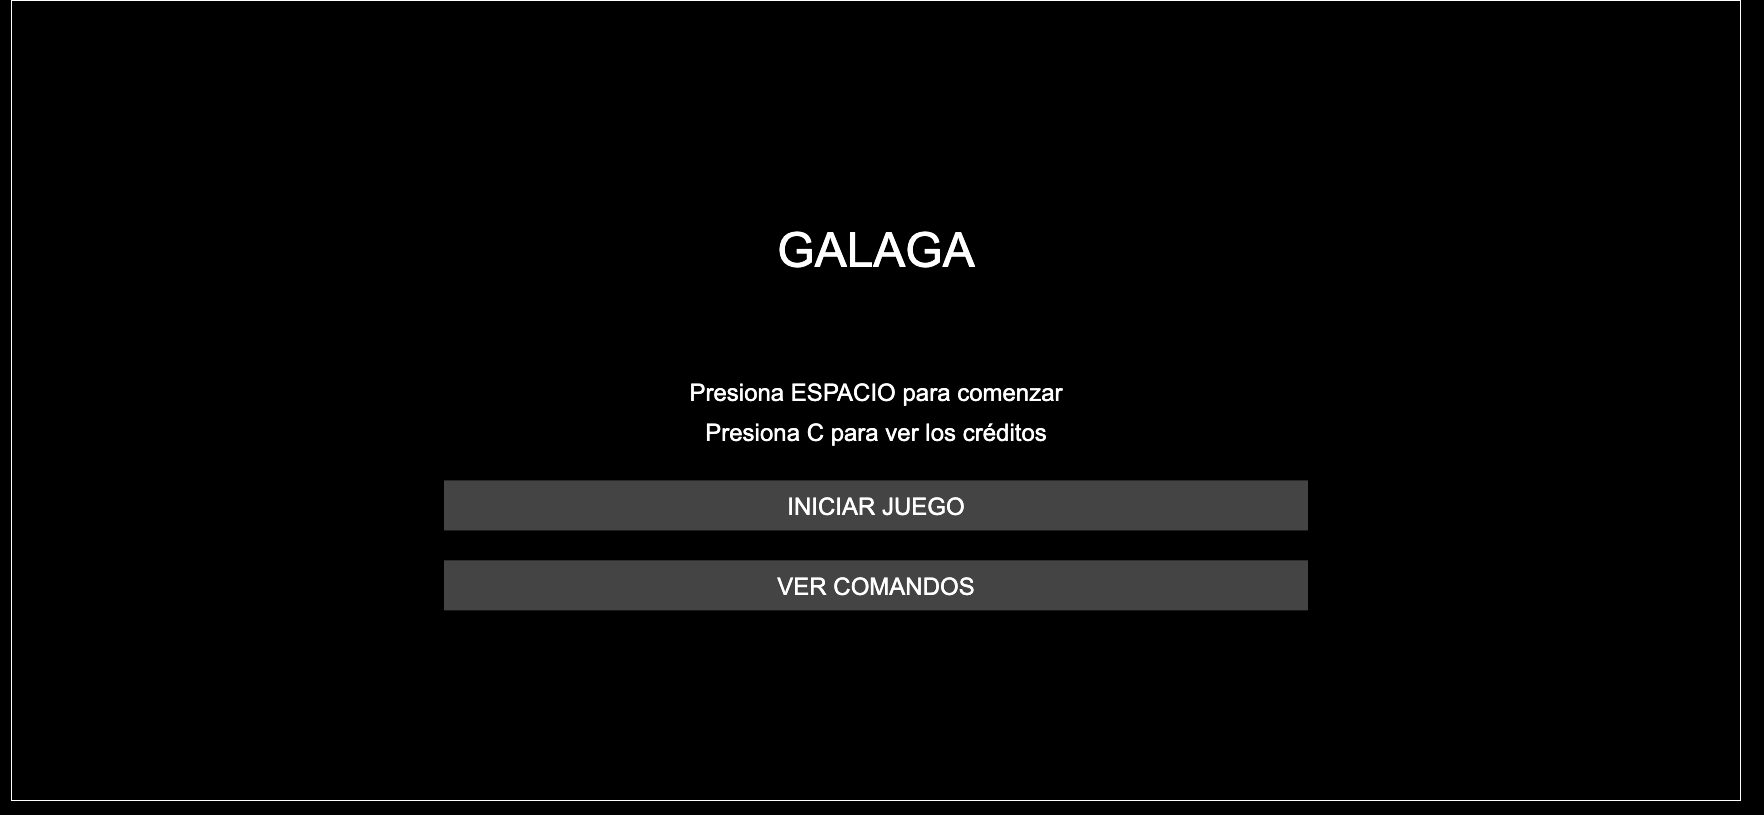 GALAGA
Presiona ESPACIO para comenzar
Presiona C para ver los créditos
INICIAR JUEGO
VER COMANDOS